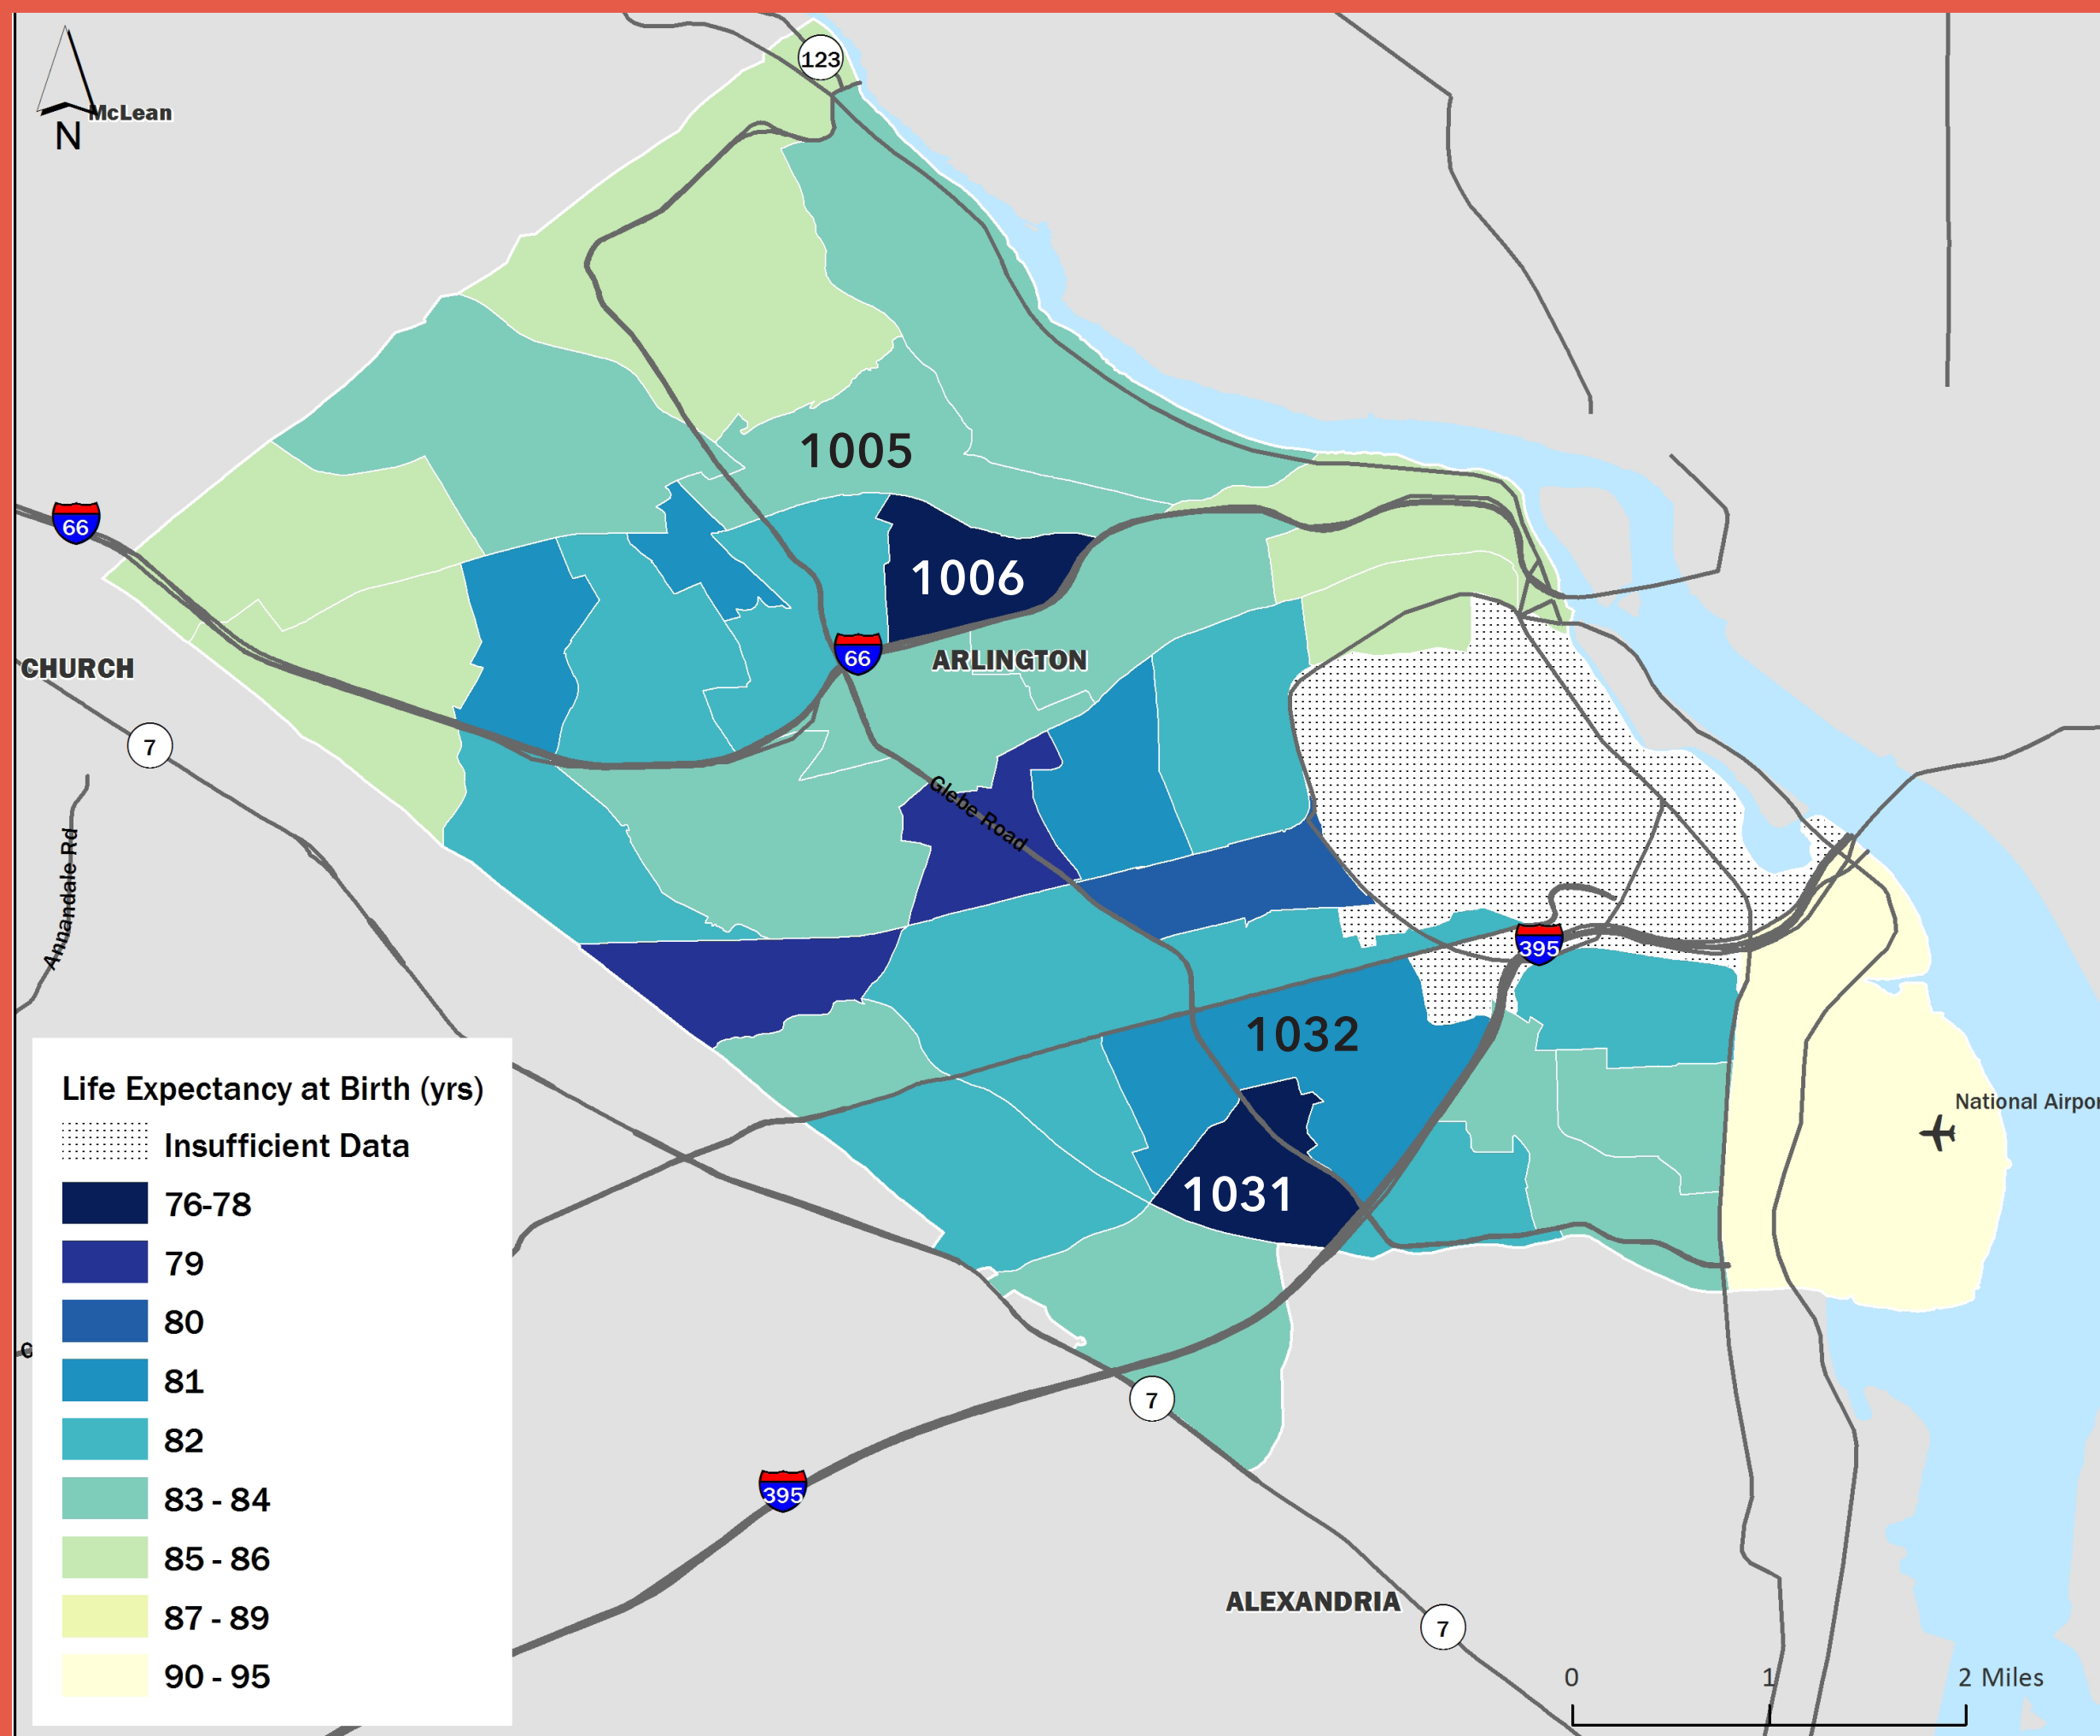 123
McLean
N
1005
66
1006
66
ARLINGTON
CHURCH
7
Glebe Road
Annandale Rd
395
1032
National Airpor
1031
Life Expectancy at Birth (yrs)
Insufficient Data
76-78
79
80
81
82
83 - 84
85 - 86
87 - 89
90 - 95
7
395
ALEXANDRIA
7
0 1 2 Miles